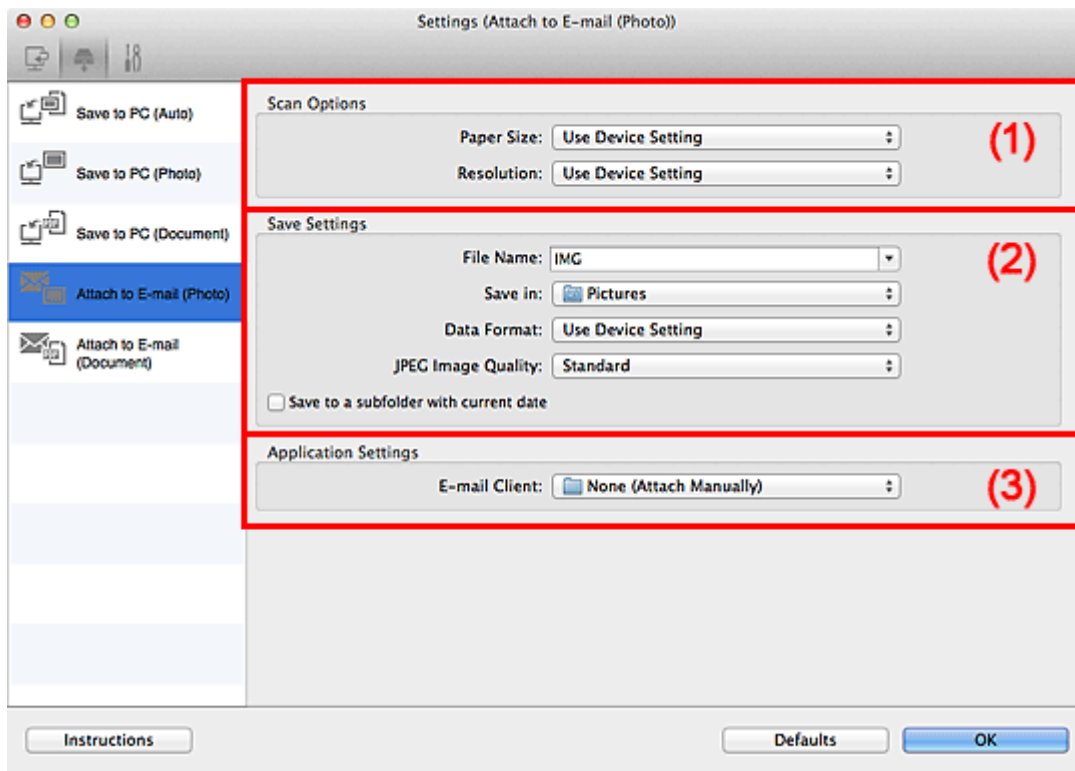 Settings (Attach to E-mail (Photo))
Save to PC (Auto)
Save to PC (Photo)
Save to PC (Document)
Attach to E-mail (Photo)
Attach to E-mail
(Document)
Scan Options
Paper Size: Use Device Setting
Resolution: Use Device Setting
(1)
Save Settings
File Name: IMG
Save in: Pictures
Data Format: Use Device Setting
JPEG Image Quality: Standard
Save to a subfolder with current date
(2)
Application Settings
E-mail Client: None (Attach Manually)
(3)
Instructions
Defaults
OK